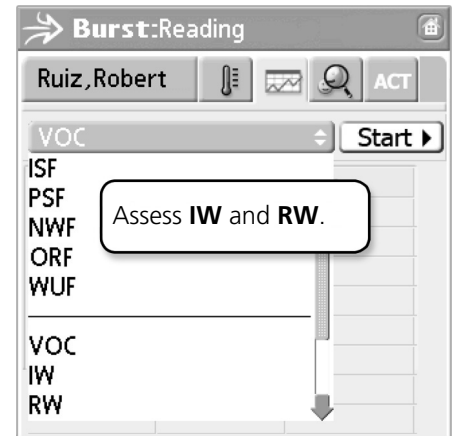 Burst:Reading
Ruiz,Robert
ACT
VOC
Start
ISF
PSF
NWF
ORF
WUF
VOC
IW
RW
Assess IW and RW.